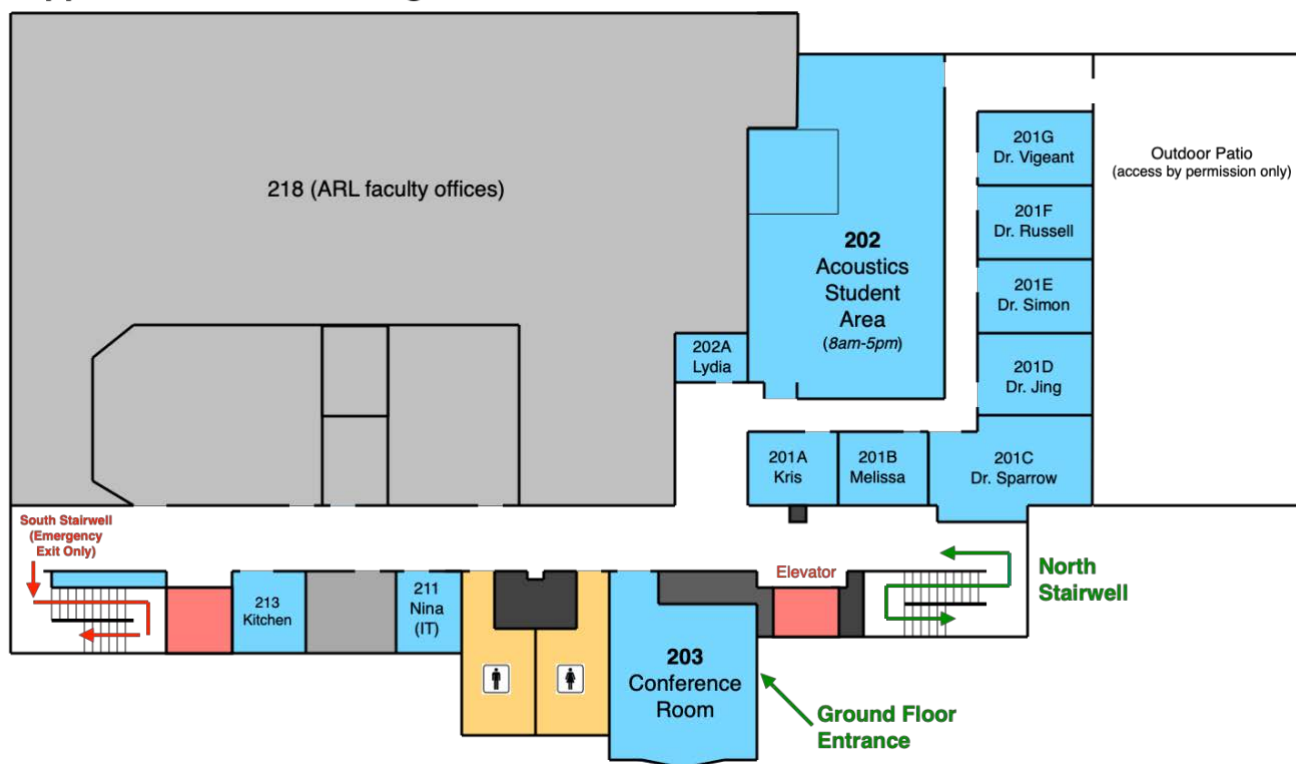 218 (ARL faculty offices)
202
Acoustics
Student
Area
(8am-5pm)
202A
Lydia
201G
Dr. Vigeant
201F
Dr. Russell
201E
Dr. Simon
201D
Dr. Jing
201A
Kris
201B
Melissa
201C
Dr. Sparrow
Outdoor Patio
(access by permission only)
South Stairwell
(Emergency
Exit Only)
213
Kitchen
211
Nina
(IT)
203
Conference
Room
Elevator
North
Stairwell
Ground Floor
Entrance